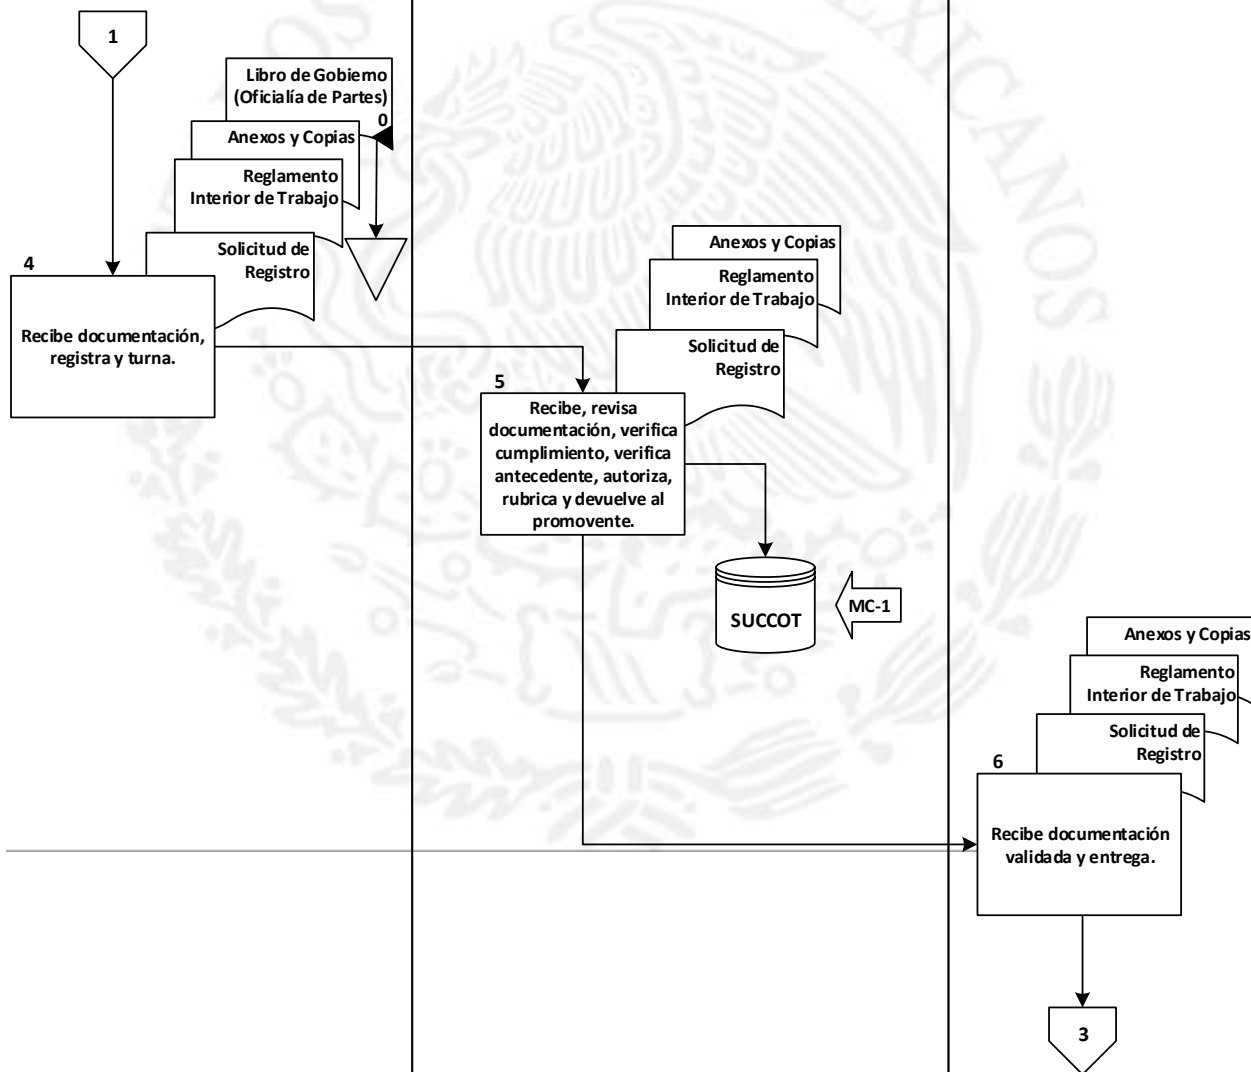 1
Libro de Gobierno
(Oficialía de Partes)
0
Anexos y Copias
Reglamento
Interior de Trabajo
Solicitud de
Registro
4
Recibe documentación,
registra y turna.
Anexos y Copias
Reglamento
Interior de Trabajo
Solicitud de
Registro
5
Recibe, revisa
documentación, verifica
cumplimiento, verifica
antecedente, autoriza,
rubrica y devuelve al
promovente.
SUCCOT
MC-1
Anexos y Copias
Reglamento
Interior de Trabajo
Solicitud de
Registro
6
Recibe documentación
validada y entrega.
3